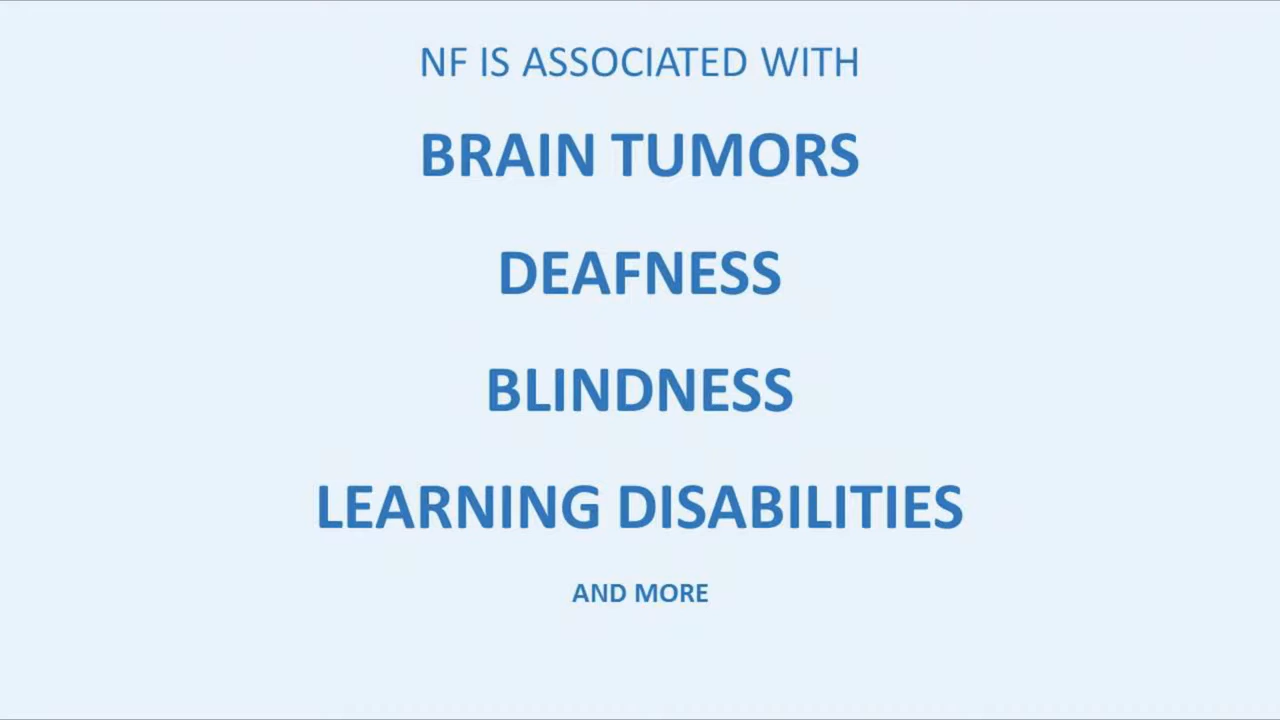 NF IS ASSOCIATED WITH
BRAIN TUMORS
DEAFNESS
BLINDNESS
LEARNING DISABILITIES
AND MORE